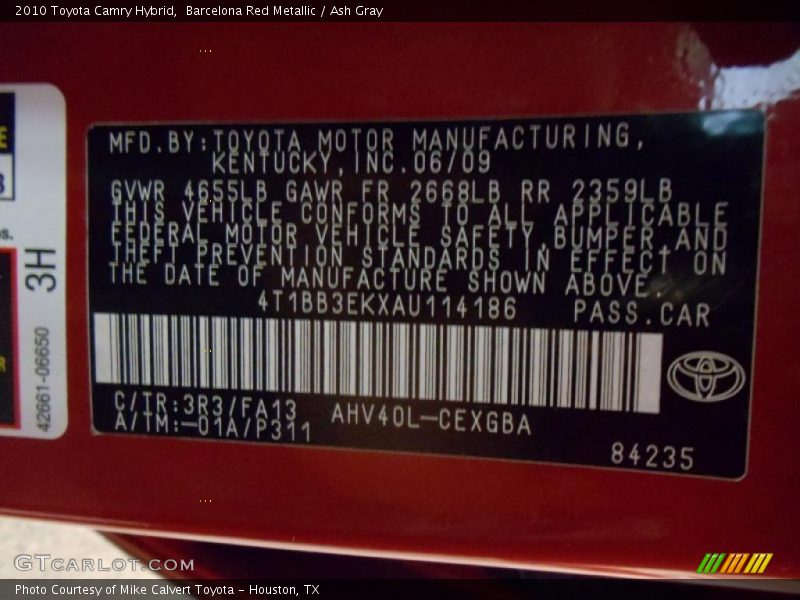 2010 Toyota Camry Hybrid,  Barcelona Red Metallic / Ash Gray
MFD.BY:TOYOTA MOTOR MANUFACTURING,
KENTUCKY,INC.06/09
GVWR 4655LB GAWR FR 2668LB RR 2359LB
THIS VEHICLE CONFORMS TO ALL APPLICABLE
FEDERAL MOTOR VEHICLE SAFETY,BUMPER,AND
THEFT PREVENTION STANDARDS IN EFFECT ON
THE DATE OF MANUFACTURE SHOWN ABOVE.
4T1BB3EKXAU114186 PASS.CAR
C/TR:3R3/FA13 AHV40L-CEXGBA
A/TM:-01A/P311
84235
3H
42661-06650
GTCARLOT.COM
Photo Courtesy of Mike Calvert Toyota - Houston, TX